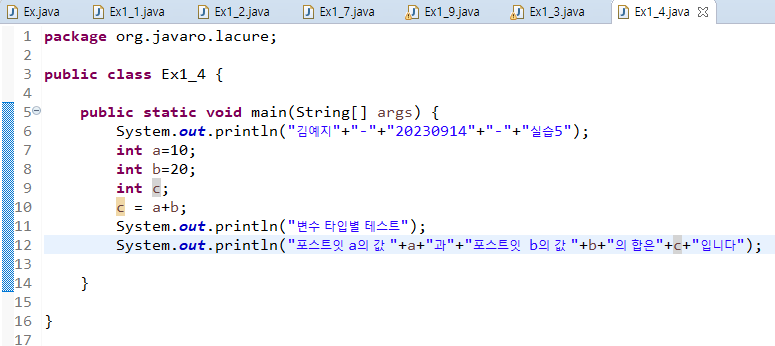 Ex.java Ex1_1.java Ex1_2.java Ex1_7.java Ex1_9.java Ex1_3.java Ex1_4.java
1 package org.javaro.lacure;
2
3 public class Ex1_4 {
4
5 public static void main(String[] args) {
6 System.out.println("김예지"+"-"+"20230914"+"-"+"실습5");
7 int a=10;
8 int b=20;
9 int c;
10 c = a+b;
11 System.out.println("변수 타입별 테스트");
12 System.out.println("포스트잇 a의 값 "+a+"과"+"포스트잇  b의 값 "+b+"의 합은"+c+"입니다");
13
14 }
15
16 }
17